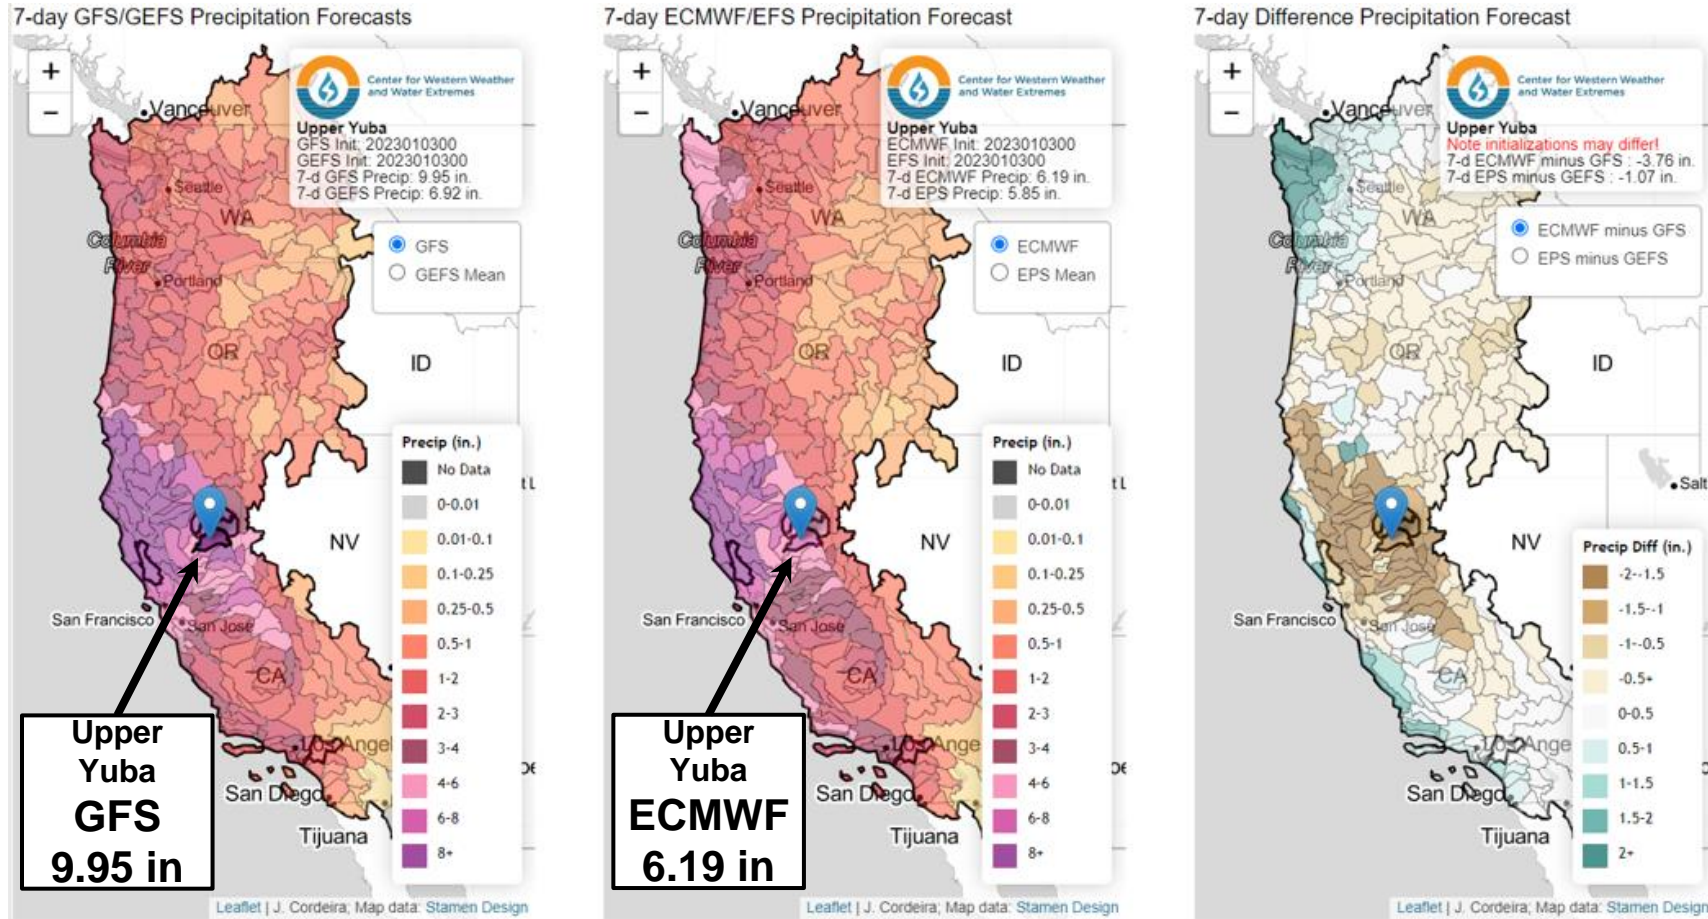 7-day GFS/GEFS Precipitation Forecasts
+
−
Center for Western Weather
and Water Extremes
Upper Yuba
GFS Init: 2023010300
GEFS Init: 2023010300
7-d GFS Precip: 9.95 in.
7-d GEFS Precip: 6.92 in.
GFS
GEFS Mean
Vancouver
Seattle
WA
Columbia
River
Portland
OR
ID
NV
San Francisco
San Jose
CA
San Diego
Tijuana
Precip (in.)
No Data
0-0.01
0.01-0.1
0.1-0.25
0.25-0.5
0.5-1
1-2
2-3
3-4
4-6
6-8
8+
Upper
Yuba
GFS
9.95 in
Leaflet | J. Cordeira; Map data: Stamen Design
7-day ECMWF/EFS Precipitation Forecast
+
−
Center for Western Weather
and Water Extremes
Upper Yuba
ECMWF Init: 2023010300
EFS Init: 2023010300
7-d ECMWF Precip: 6.19 in.
7-d EPS Precip: 5.85 in.
ECMWF
EPS Mean
Vancouver
Seattle
WA
Columbia
River
Portland
OR
ID
NV
San Francisco
San Jose
CA
Los Ange
San Diego
Tijuana
Precip (in.)
No Data
0-0.01
0.01-0.1
0.1-0.25
0.25-0.5
0.5-1
1-2
2-3
3-4
4-6
6-8
8+
Upper
Yuba
ECMWF
6.19 in
Leaflet | J. Cordeira; Map data: Stamen Design
7-day Difference Precipitation Forecast
+
−
Center for Western Weather
and Water Extremes
Upper Yuba
Note initializations may differ!
7-d ECMWF minus GFS : -3.76 in.
7-d EPS minus GEFS : -1.07 in.
ECMWF minus GFS
EPS minus GEFS
Vancouver
Seattle
WA
Columbia
River
Portland
OR
ID
Salt
NV
San Francisco
San Jose
CA
Los Ange
San Diego
Tijuana
Precip Diff (in.)
-2--1.5
-1.5--1
-1--0.5
-0.5+
0-0.5
0.5-1
1-1.5
1.5-2
2+
Leaflet | J. Cordeira; Map data: Stamen Design